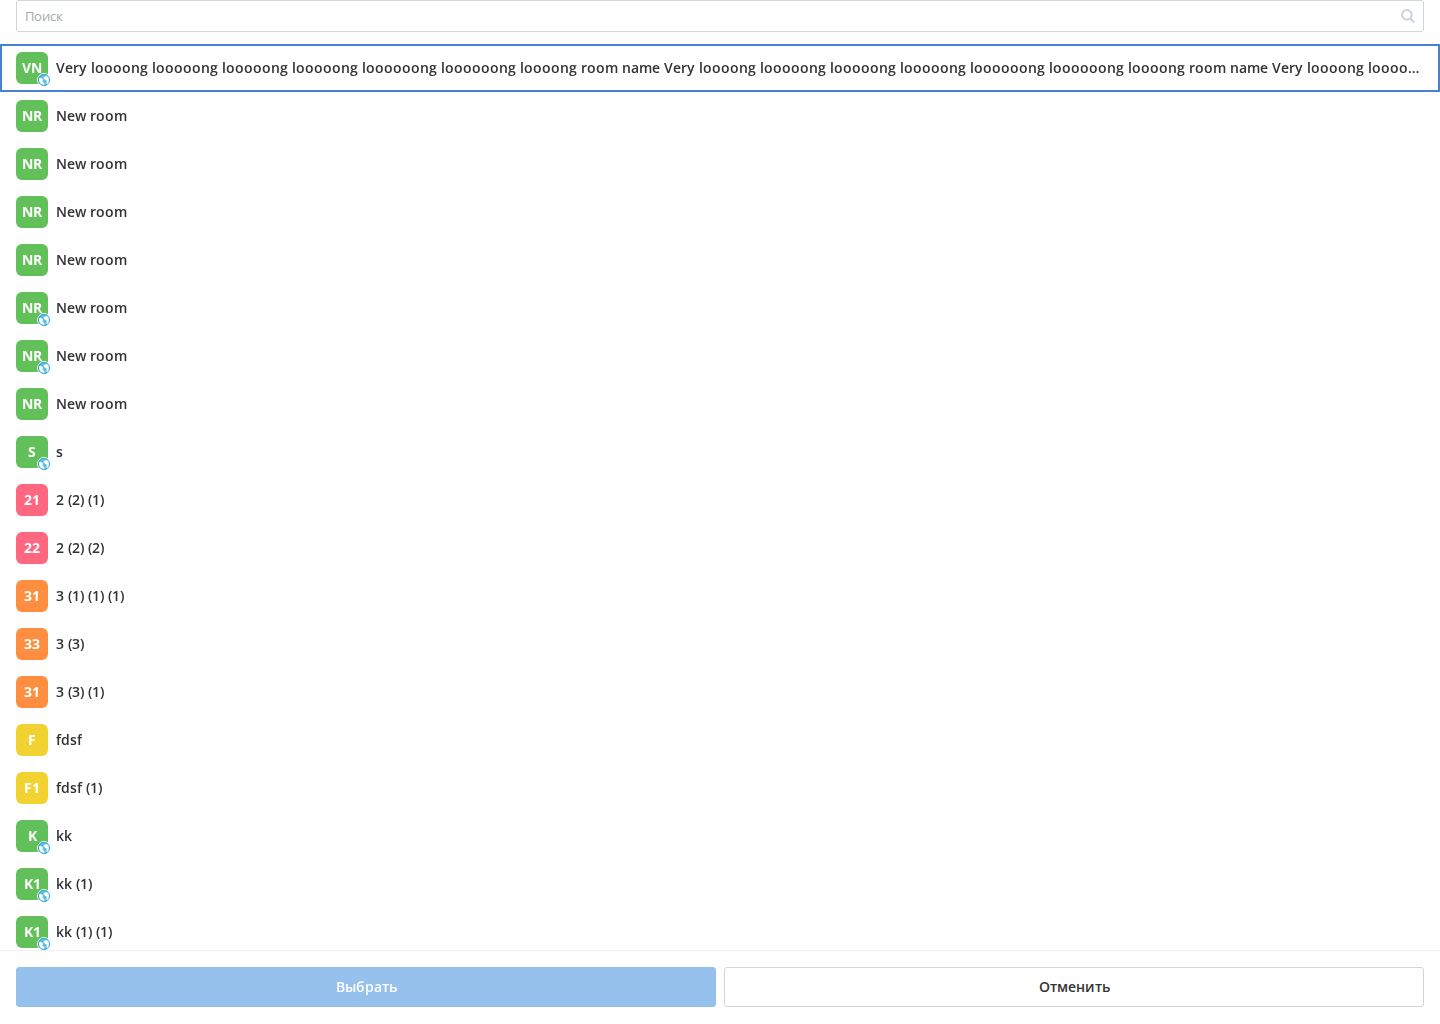 Поиск
VN Very loooong looooong looooong looooong loooooong loooooong loooong room name Very loooong looooong looooong looooong loooooong loooooong loooong room name Very loooong loooo...
NR New room
NR New room
NR New room
NR New room
NR New room
NR New room
NR New room
S s
21 2 (2) (1)
22 2 (2) (2)
31 3 (1) (1) (1)
33 3 (3)
31 3 (3) (1)
F fdsf
F1 fdsf (1)
K kk
K1 kk (1)
K1 kk (1) (1)
Выбрать Отменить